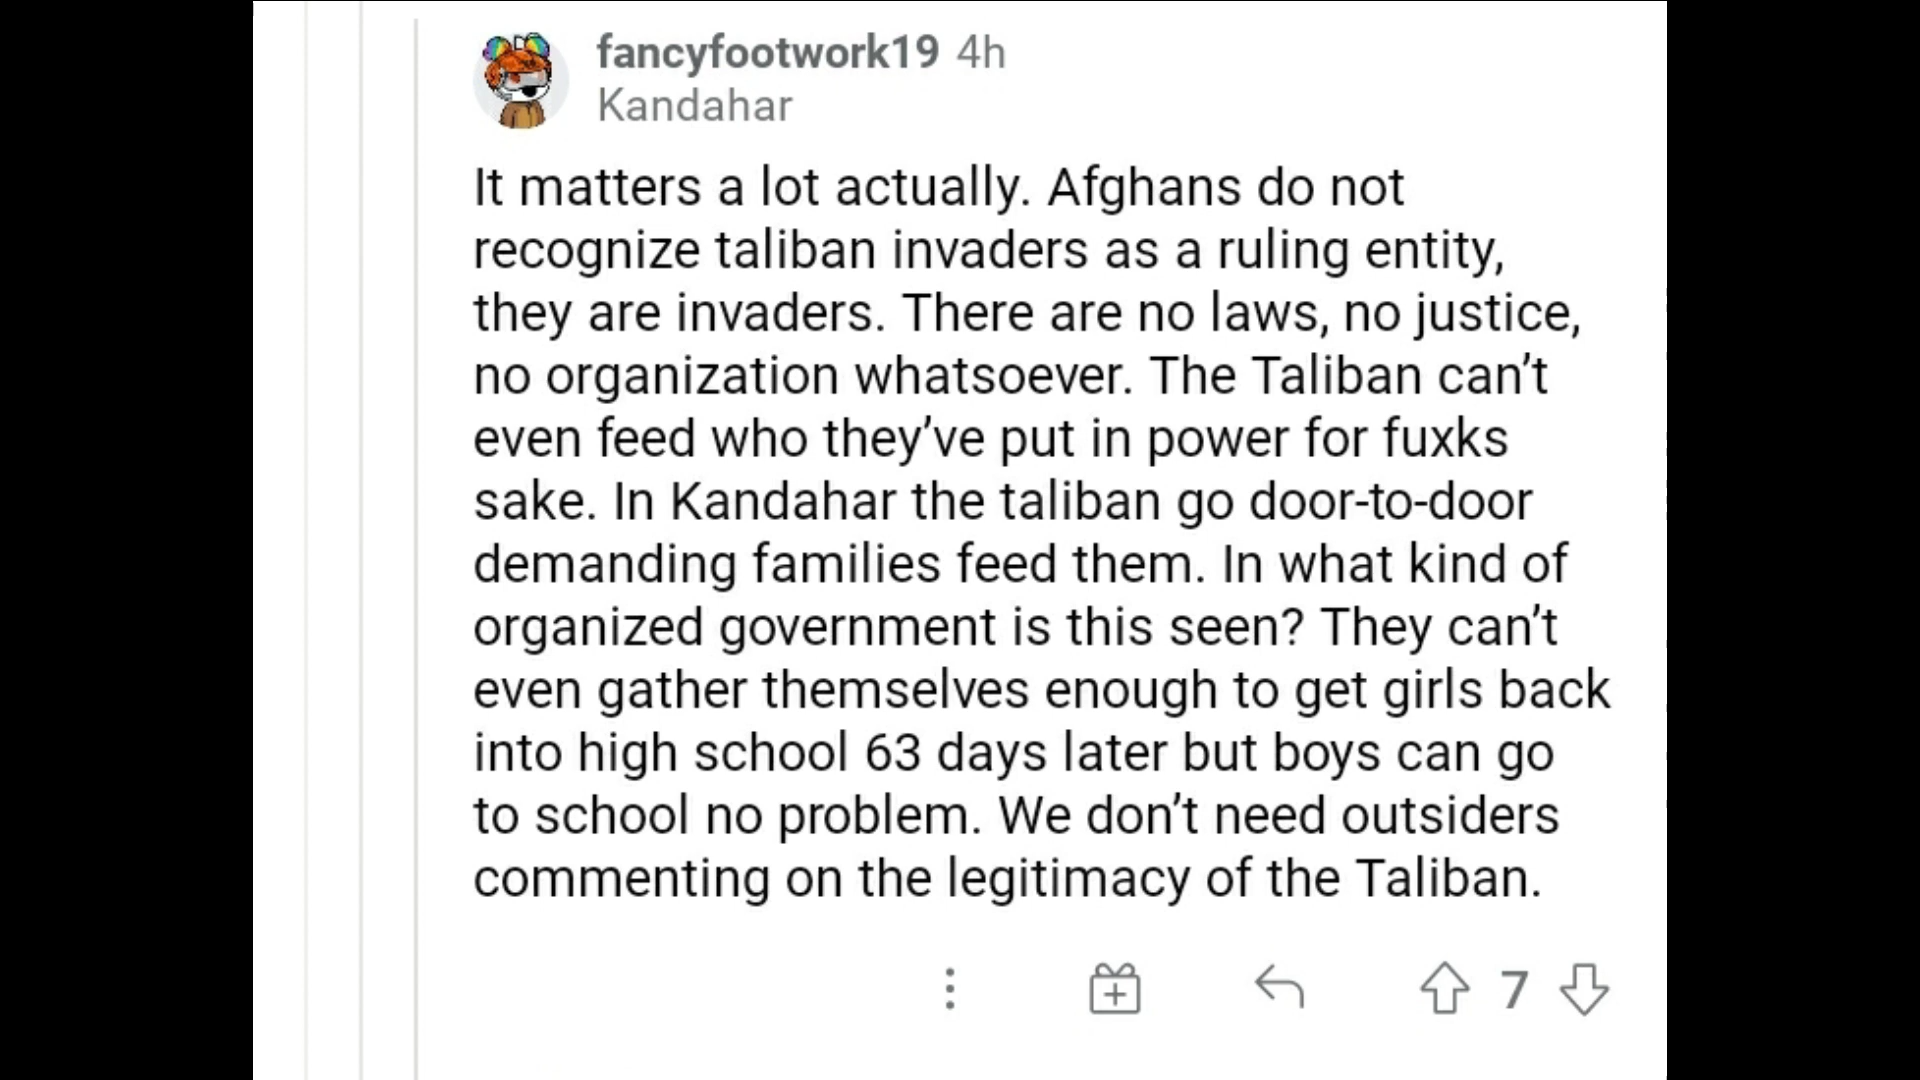 fancyfootwork19 4h
Kandahar
It matters a lot actually. Afghans do not
recognize taliban invaders as a ruling entity,
they are invaders. There are no laws, no justice,
no organization whatsoever. The Taliban can’t
even feed who they’ve put in power for fuxks
sake. In Kandahar the taliban go door-to-door
demanding families feed them. In what kind of
organized government is this seen? They can’t
even gather themselves enough to get girls back
into high school 63 days later but boys can go
to school no problem. We don’t need outsiders
commenting on the legitimacy of the Taliban.
7